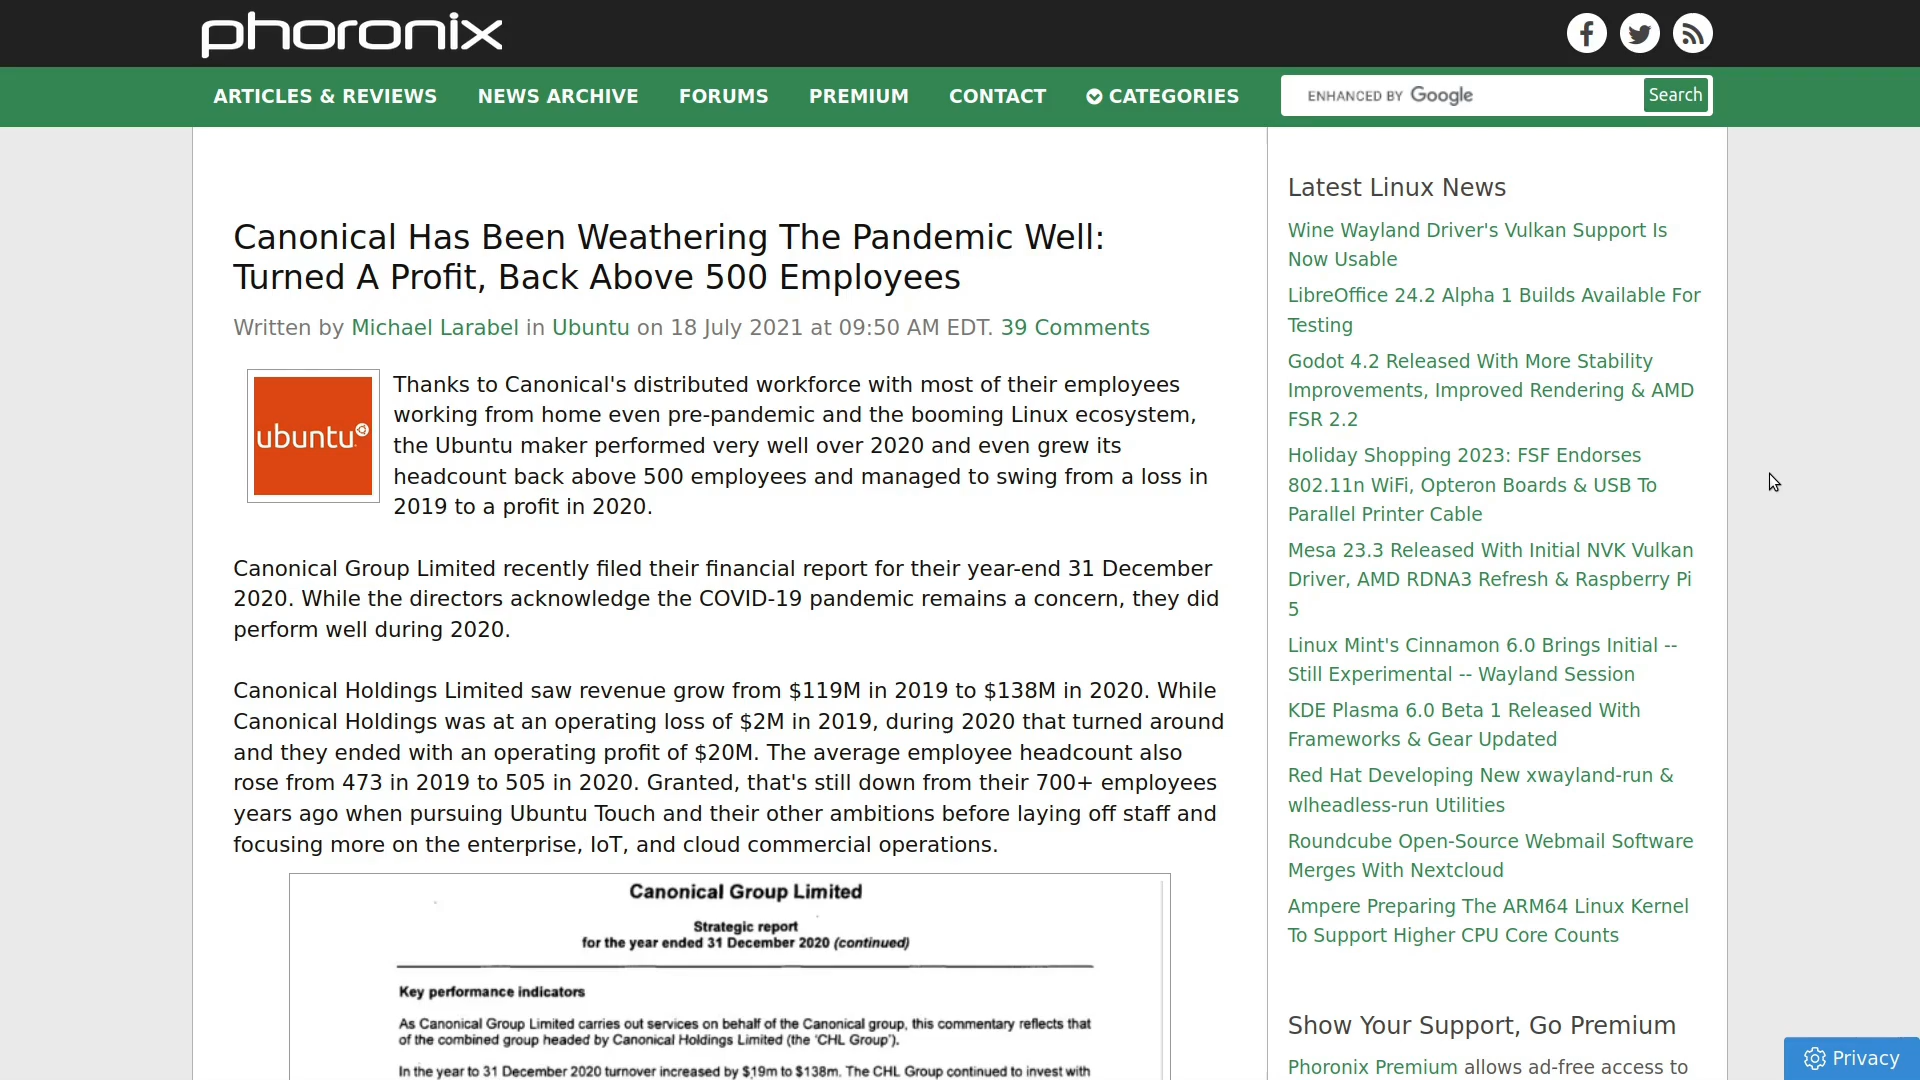 phoronix
ARTICLES & REVIEWS
NEWS ARCHIVE
FORUMS
PREMIUM
CONTACT
CATEGORIES
ENHANCED BY Google
Search
Canonical Has Been Weathering The Pandemic Well:
Turned A Profit, Back Above 500 Employees
Written by Michael Larabel in Ubuntu on 18 July 2021 at 09:50 AM EDT. 39 Comments
ubuntu
Thanks to Canonical's distributed workforce with most of their employees
working from home even pre-pandemic and the booming Linux ecosystem,
the Ubuntu maker performed very well over 2020 and even grew its
headcount back above 500 employees and managed to swing from a loss in
2019 to a profit in 2020.
Canonical Group Limited recently filed their financial report for their year-end 31 December
2020. While the directors acknowledge the COVID-19 pandemic remains a concern, they did
perform well during 2020.
Canonical Holdings Limited saw revenue grow from $119M in 2019 to $138M in 2020. While
Canonical Holdings was at an operating loss of $2M in 2019, during 2020 that turned around
and they ended with an operating profit of $20M. The average employee headcount also
rose from 473 in 2019 to 505 in 2020. Granted, that's still down from their 700+ employees
years ago when pursuing Ubuntu Touch and their other ambitions before laying off staff and
focusing more on the enterprise, IoT, and cloud commercial operations.
Canonical Group Limited
Strategic report
for the year ended 31 December 2020 (continued)
Key performance indicators
As Canonical Group Limited carries out services on behalf of the Canonical group, this commentary reflects that
of the combined group headed by Canonical Holdings Limited (the 'CHL Group').
In the year to 31 December 2020 turnover increased by $19m to $138m. The CHL Group continued to invest with
Latest Linux News
Wine Wayland Driver's Vulkan Support Is
Now Usable
LibreOffice 24.2 Alpha 1 Builds Available For
Testing
Godot 4.2 Released With More Stability
Improvements, Improved Rendering & AMD
FSR 2.2
Holiday Shopping 2023: FSF Endorses
802.11n WiFi, Opteron Boards & USB To
Parallel Printer Cable
Mesa 23.3 Released With Initial NVK Vulkan
Driver, AMD RDNA3 Refresh & Raspberry Pi
5
Linux Mint's Cinnamon 6.0 Brings Initial --
Still Experimental -- Wayland Session
KDE Plasma 6.0 Beta 1 Released With
Frameworks & Gear Updated
Red Hat Developing New xwayland-run &
wlheadless-run Utilities
Roundcube Open-Source Webmail Software
Merges With Nextcloud
Ampere Preparing The ARM64 Linux Kernel
To Support Higher CPU Core Counts
Show Your Support, Go Premium
Phoronix Premium allows ad-free access to
Privacy